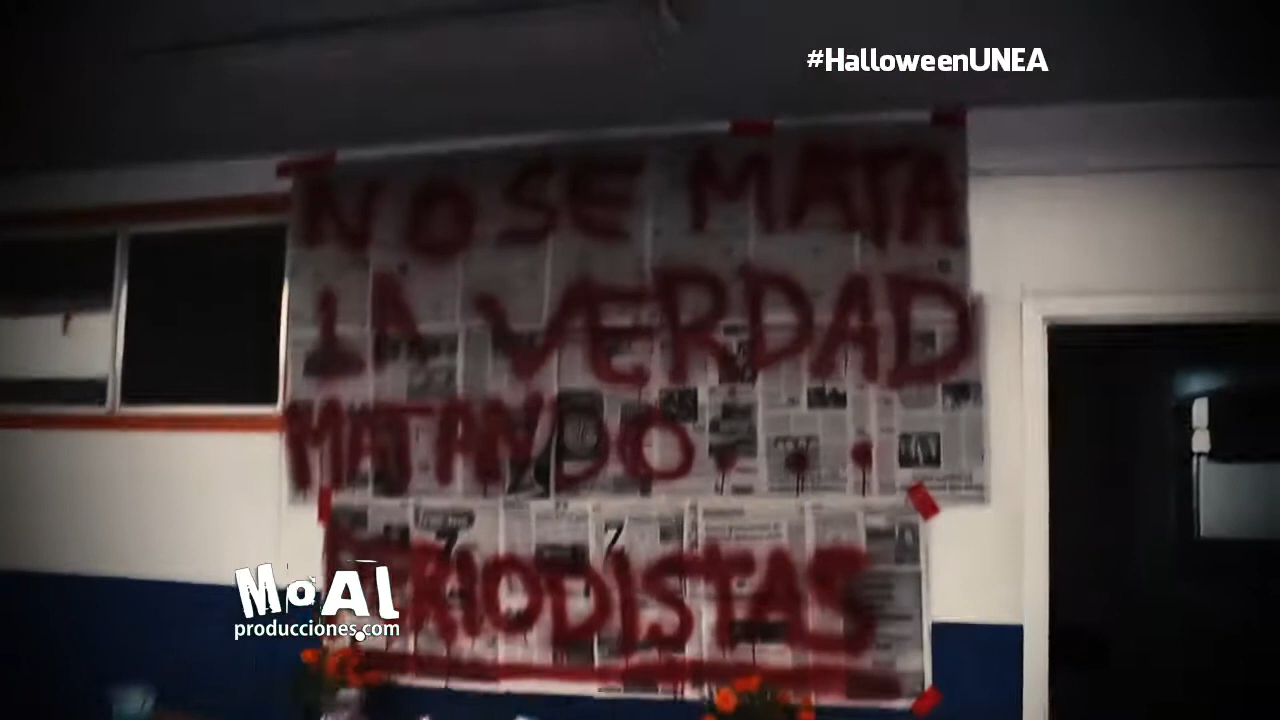 #HalloweenUNEA
NO SE MATA
LA VERDAD
MATANDO...
PERIODISTAS
MoAL
producciones.com